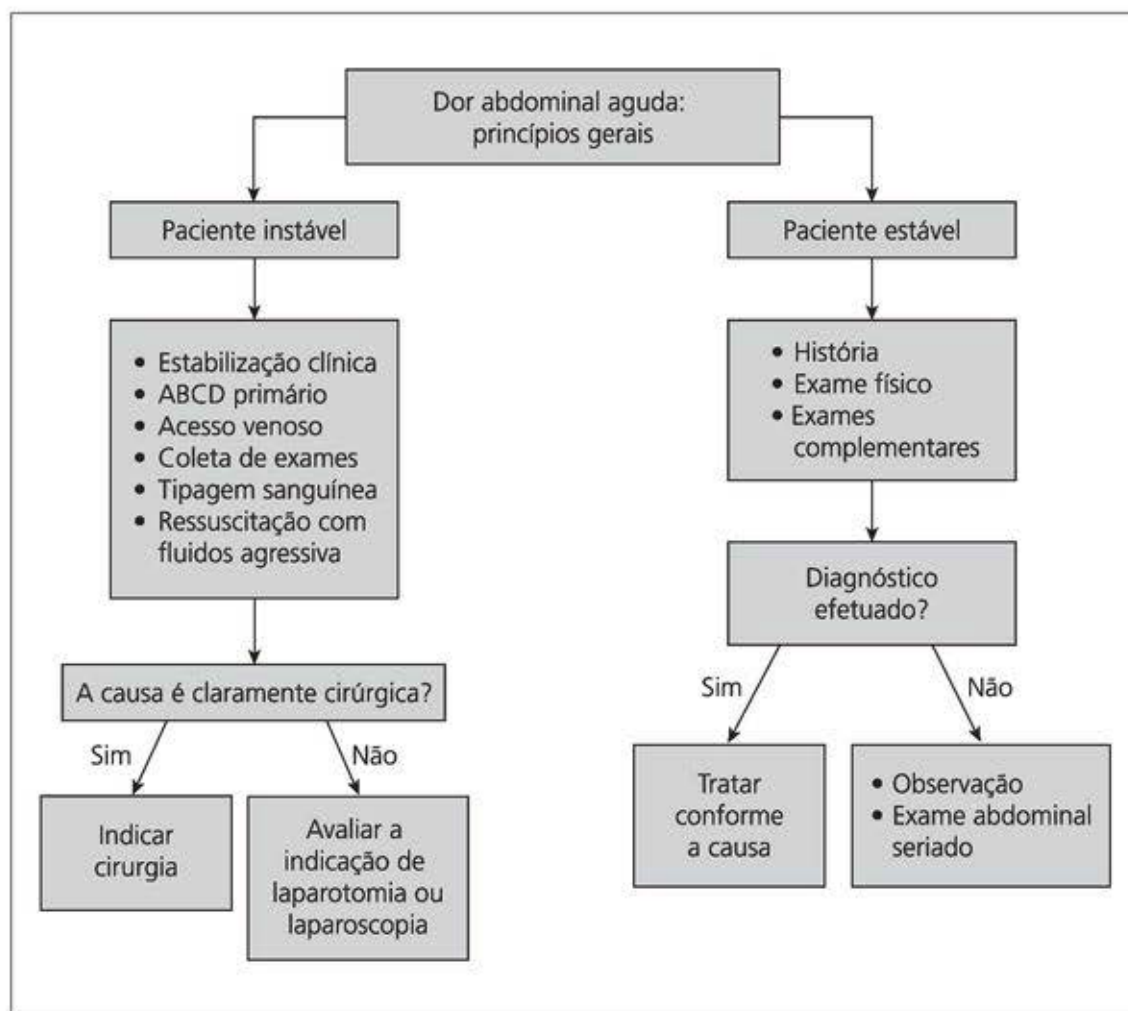 Dor abdominal aguda:
princípios gerais
Paciente instável
• Estabilização clínica
• ABCD primário
• Acesso venoso
• Coleta de exames
• Tipagem sanguínea
• Ressuscitação com
fluidos agressiva
A causa é claramente cirúrgica?
Sim
Não
Indicar
cirurgia
Avaliar a
indicação de
laparotomia ou
laparoscopia
Paciente estável
• História
• Exame físico
• Exames
complementares
Diagnóstico
efetuado?
Sim
Não
Tratar
conforme
a causa
• Observação
• Exame abdominal
seriado